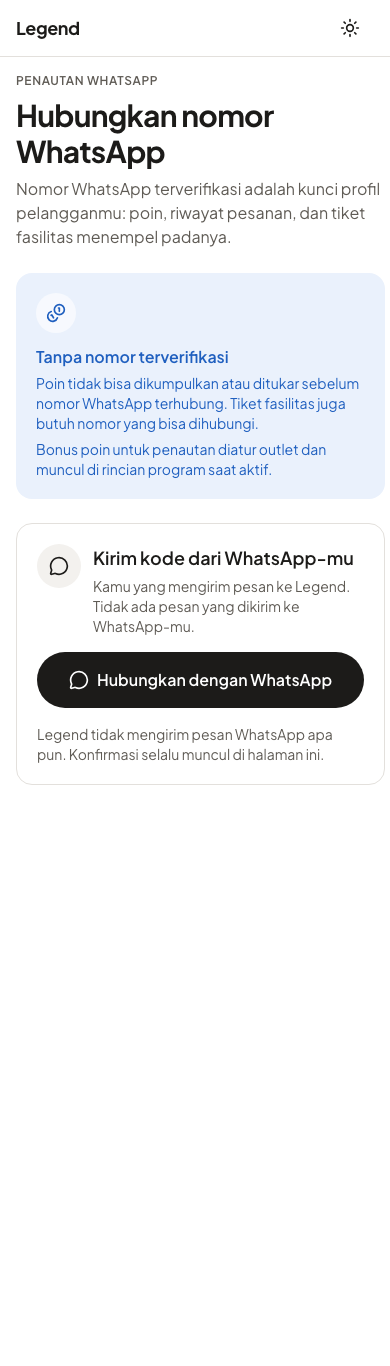 Legend
PENAUTAN WHATSAPP
Hubungkan nomor
WhatsApp
Nomor WhatsApp terverifikasi adalah kunci profil
pelangganmu: poin, riwayat pesanan, dan tiket
fasilitas menempel padanya.
Tanpa nomor terverifikasi
Poin tidak bisa dikumpulkan atau ditukar sebelum
nomor WhatsApp terhubung. Tiket fasilitas juga
butuh nomor yang bisa dihubungi.
Bonus poin untuk penautan diatur outlet dan
muncul di rincian program saat aktif.
Kirim kode dari WhatsApp-mu
Kamu yang mengirim pesan ke Legend.
Tidak ada pesan yang dikirim ke
WhatsApp-mu.
Hubungkan dengan WhatsApp
Legend tidak mengirim pesan WhatsApp apa
pun. Konfirmasi selalu muncul di halaman ini.